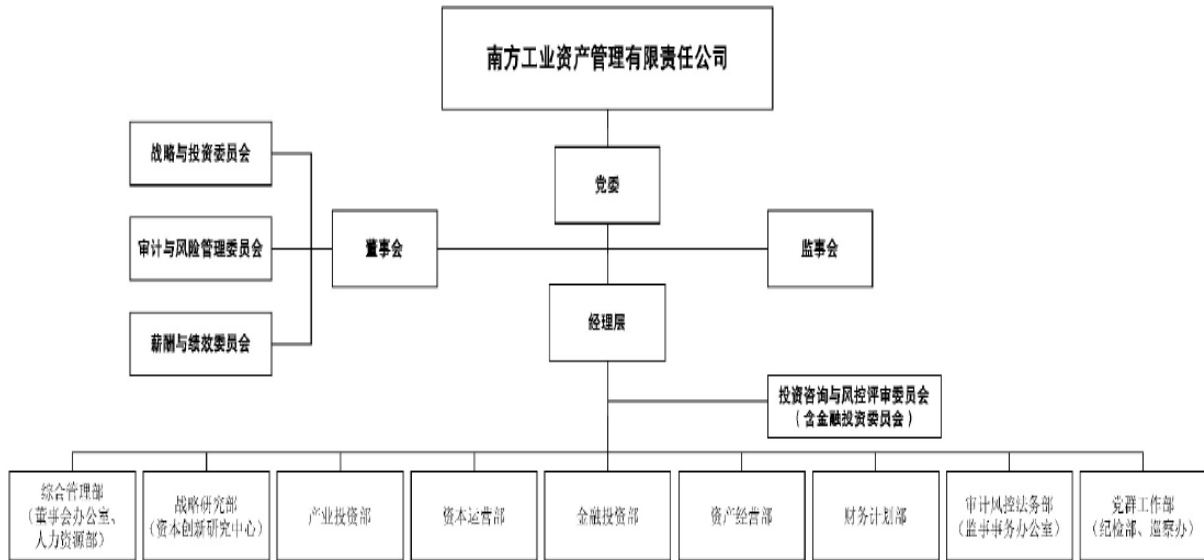 南方工业资产管理有限责任公司
战略与投资委员会
党委
审计与风险管理委员会
董事会
监事会
经理层
薪酬与绩效委员会
投资咨询与风控评审委员会
（含金融投资委员会）
综合管理部
（董事会办公室、
人力资源部）
战略研究部
（资本创新研究中心）
产业投资部
资本运营部
金融投资部
资产经营部
财务计划部
审计风控法务部
（监事事务办公室）
党群工作部
（纪检部、巡察办）